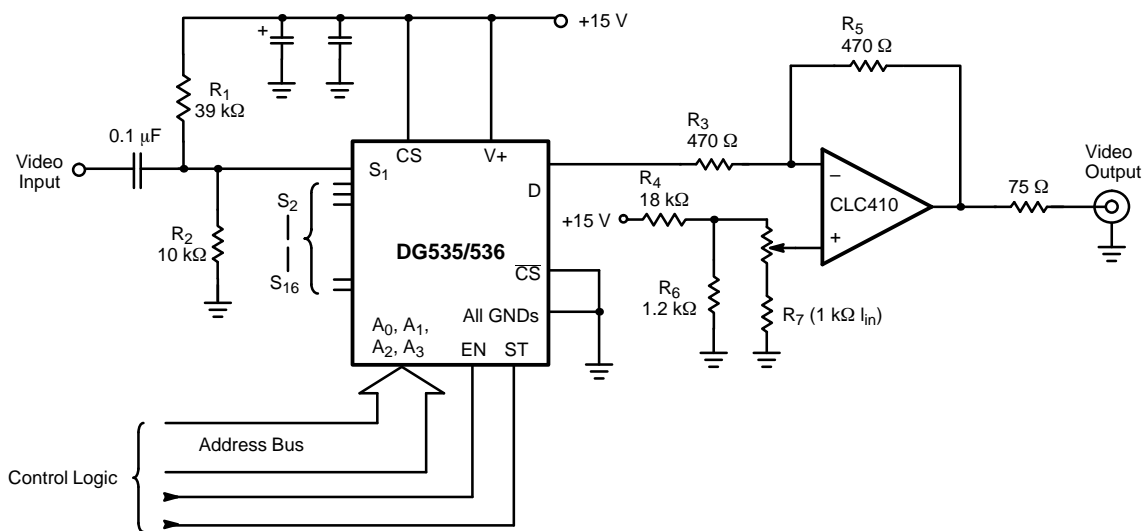 +15 V
+
R1
39 kΩ
0.1 μF
Video
Input
R2
10 kΩ
S1
CS
V+
S2
S16
D
DG535/536
CS
All GNDs
A0, A1,
A2, A3
EN
ST
Address Bus
Control Logic
R3
470 Ω
R5
470 Ω
R4
18 kΩ
+15 V
R6
1.2 kΩ
R7 (1 kΩ lin)
–
CLC410
+
75 Ω
Video
Output